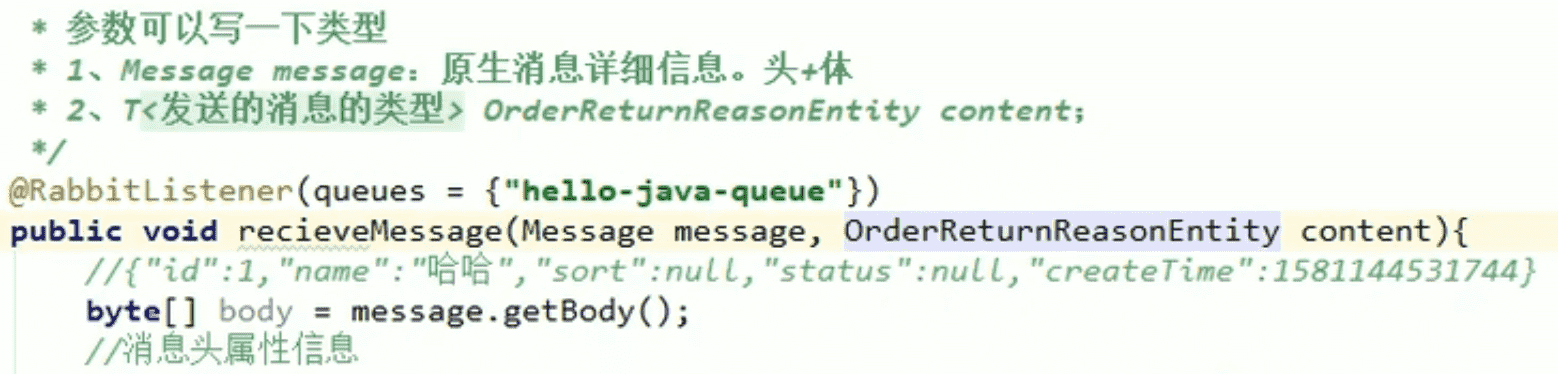 * 参数可以写一下类型
* 1、Message message：原生消息详细信息。头+体
* 2、T<发送的消息的类型> OrderReturnReasonEntity content；
*/
@RabbitListener(queues = {"hello-java-queue"})
public void recieveMessage(Message message, OrderReturnReasonEntity content){
//{"id":1,"name":"哈哈","sort":null,"status":null,"createTime":1581144531744}
byte[] body = message.getBody();
//消息头属性信息